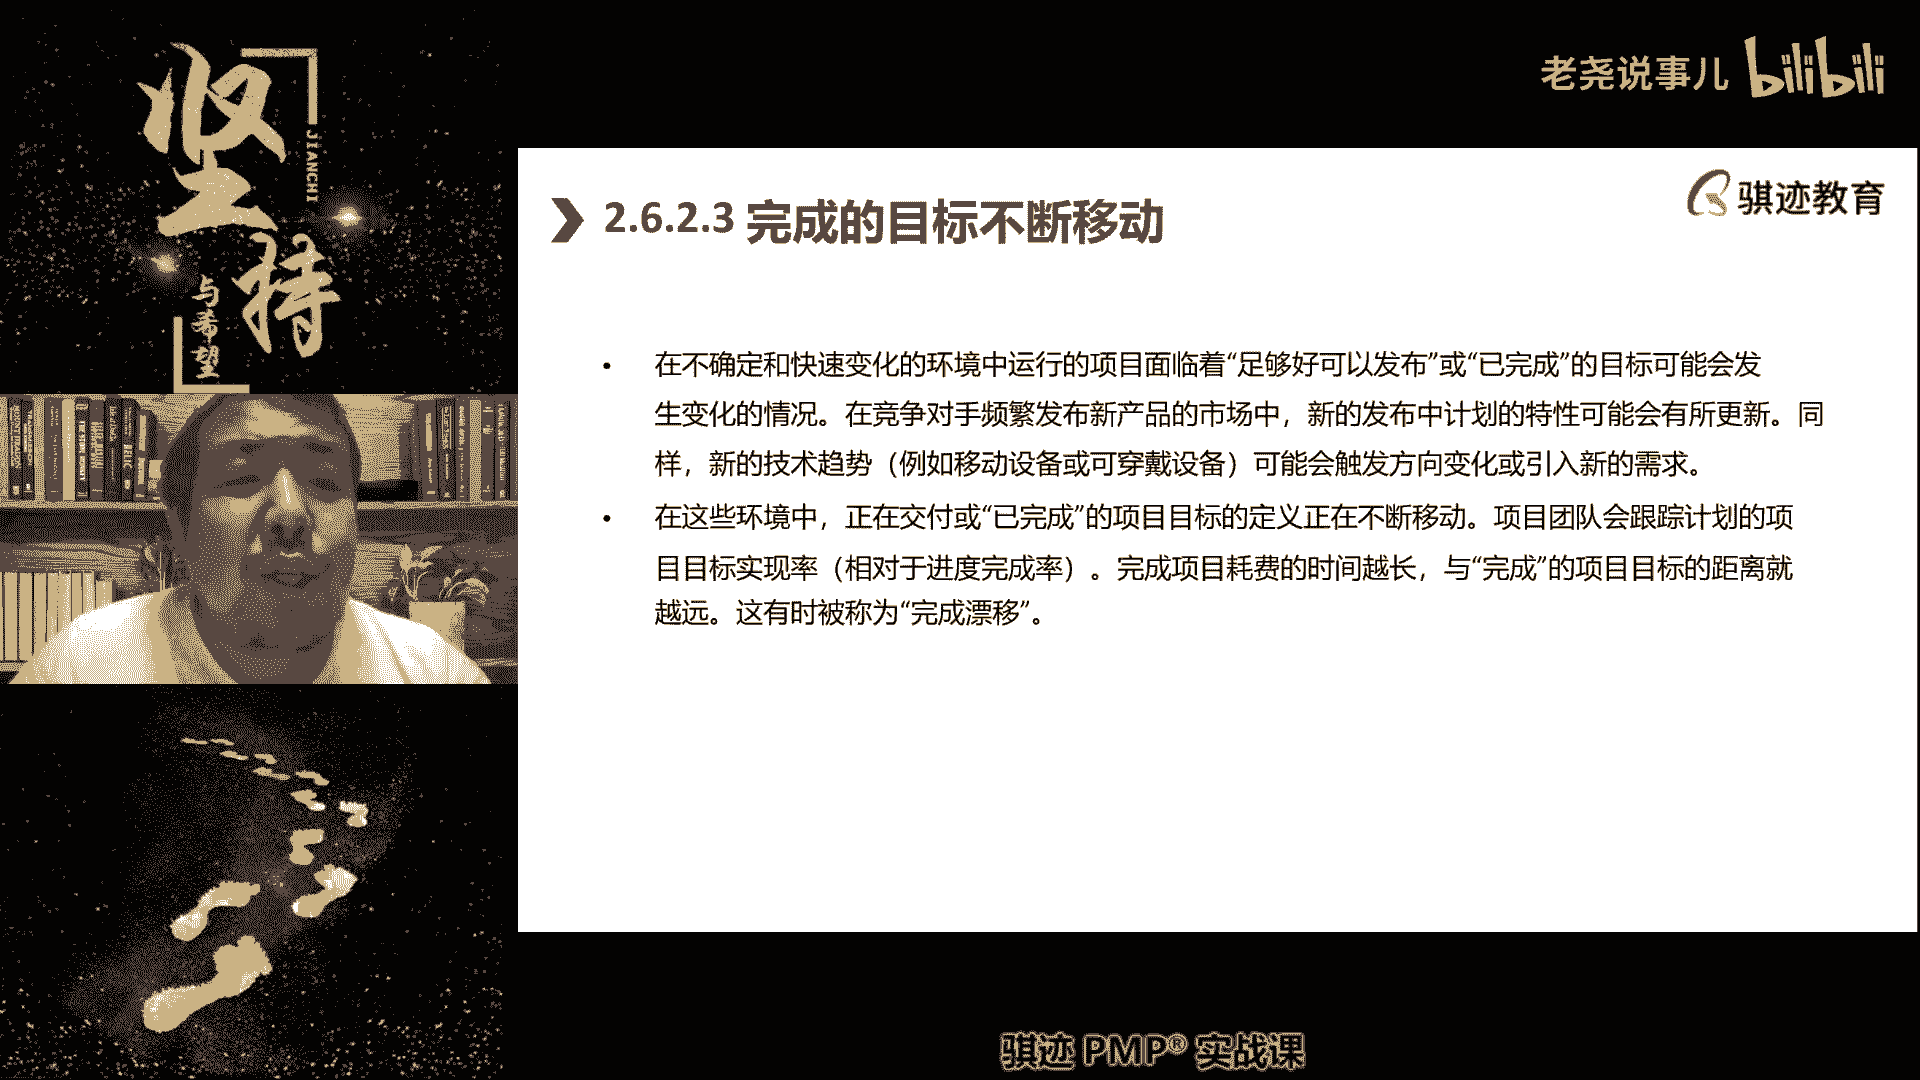 坚持
JIANCHI
与希望
老尧说事儿 bilibili
骐迹教育
2.6.2.3 完成的目标不断移动
• 在不确定和快速变化的环境中运行的项目面临着“足够好可以发布”或“已完成”的目标可能会发
生变化的情况。在竞争对手频繁发布新产品的市场中，新的发布中计划的特性可能会有所更新。同
样，新的技术趋势（例如移动设备或可穿戴设备）可能会触发方向变化或引入新的需求。
• 在这些环境中，正在交付或“已完成”的项目目标的定义正在不断移动。项目团队会跟踪计划的项
目目标实现率（相对于进度完成率）。完成项目耗费的时间越长，与“完成”的项目目标的距离就
越远。这有时被称为“完成漂移”。
骐迹 PMP® 实战课